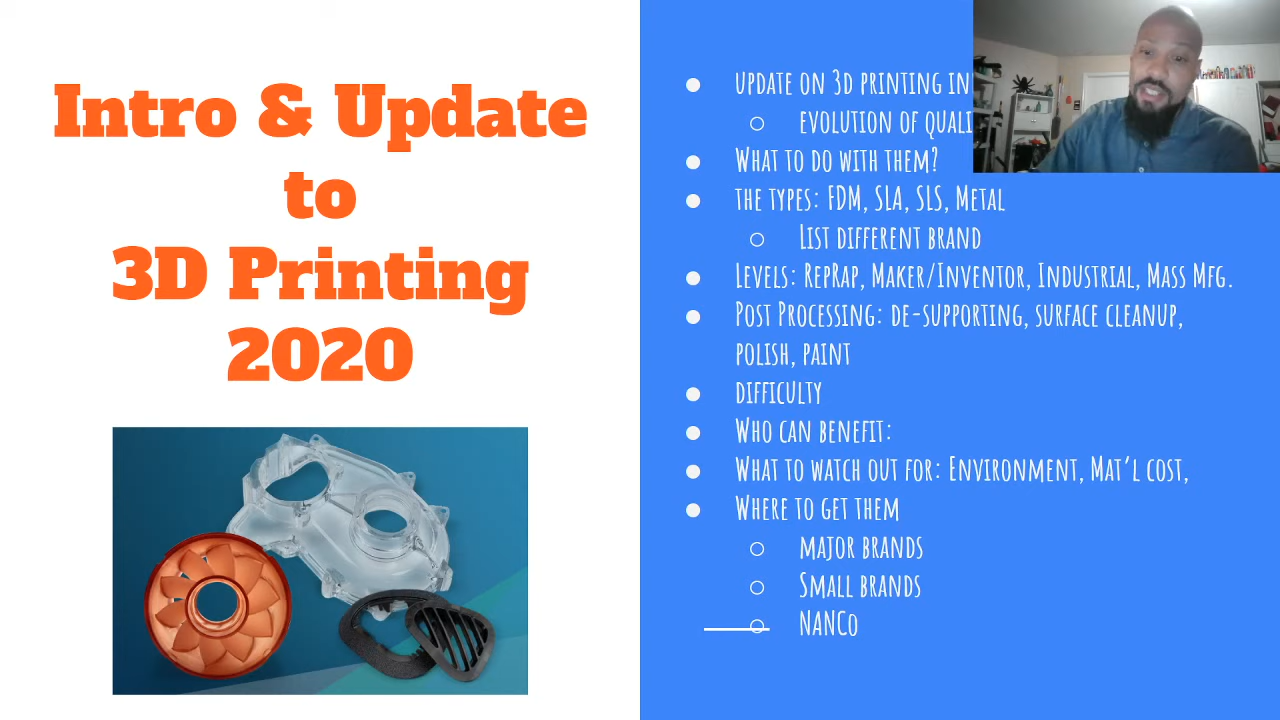 Intro & Update
to
3D Printing
2020
UPDATE ON 3D PRINTING IN
EVOLUTION OF
WHAT TO DO WITH THEM?
THE TYPES: FDM, SLA, SLS, METAL
LIST DIFFERENT BRAND
LEVELS: REPRAP, MAKER/INVENTOR, INDUSTRIAL, MASS MFG.
POST PROCESSING: DE-SUPPORTING, SURFACE CLEANUP,
POLISH, PAINT
DIFFICULTY
WHO CAN BENEFIT:
WHAT TO WATCH OUT FOR: ENVIRONMENT, MAT'L COST,
WHERE TO GET THEM
MAJOR BRANDS
SMALL BRANDS
NANCO